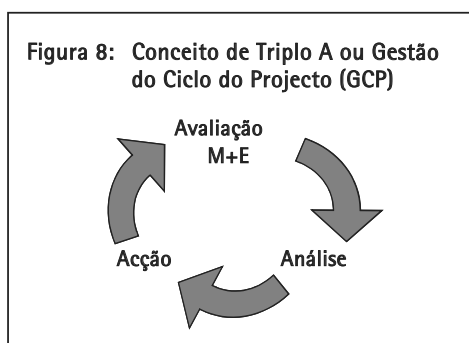 Figura 8: Conceito de Triplo A ou Gestão
do Ciclo do Projecto (GCP)
Avaliação
M+E
Acção
Análise